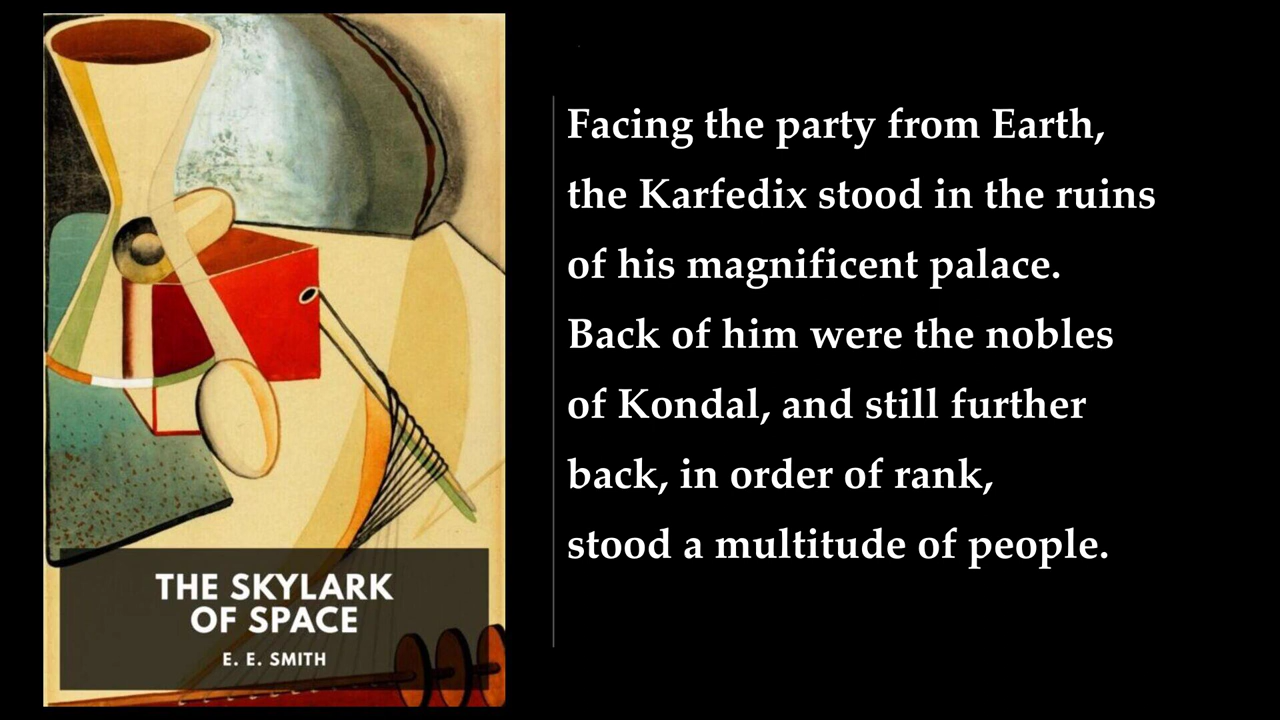 THE SKYLARK
OF SPACE
E. E. SMITH
Facing the party from Earth,
the Karfedix stood in the ruins
of his magnificent palace.
Back of him were the nobles
of Kondal, and still further
back, in order of rank,
stood a multitude of people.